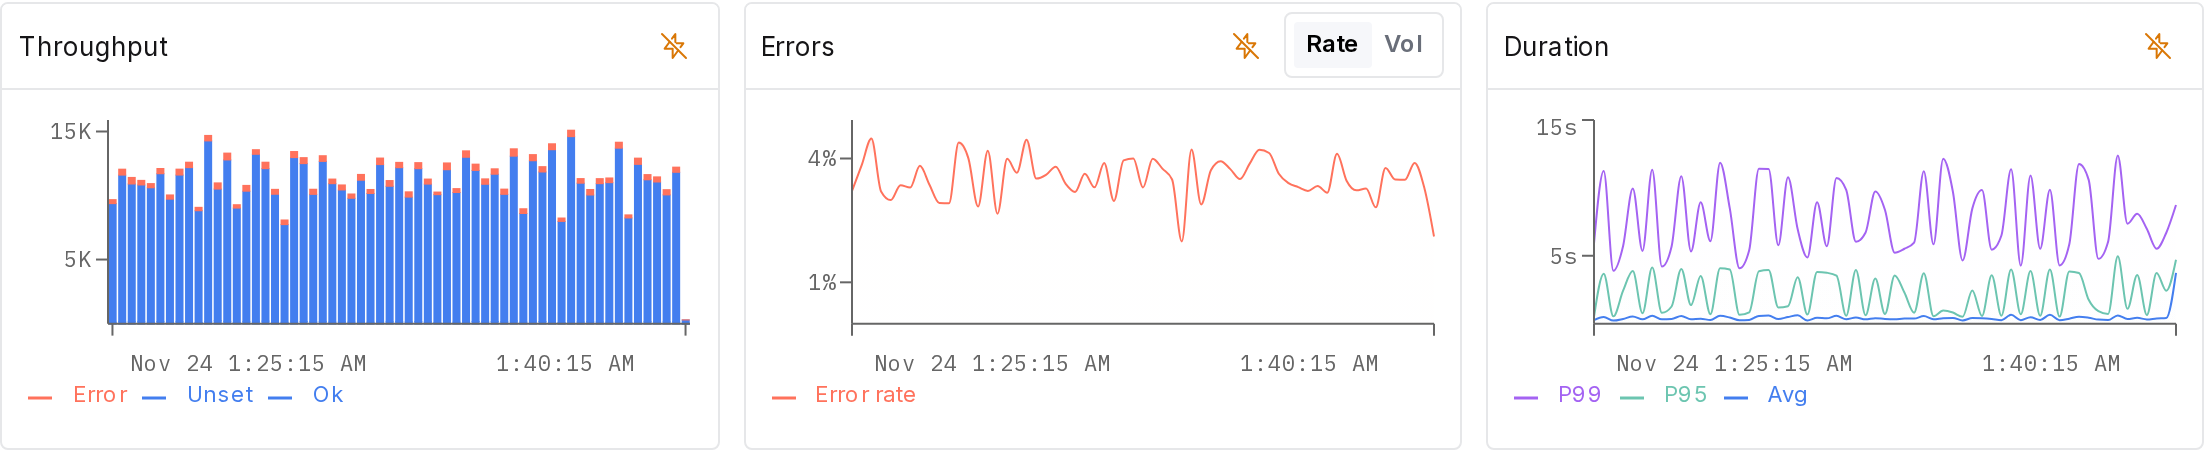 Throughput
15K
5K
Nov 24 1:25:15 AM 1:40:15 AM
Error Unset Ok
Errors Rate Vol
4%
1%
Nov 24 1:25:15 AM 1:40:15 AM
Error rate
Duration
15s
5s
Nov 24 1:25:15 AM 1:40:15 AM
P99 P95 Avg